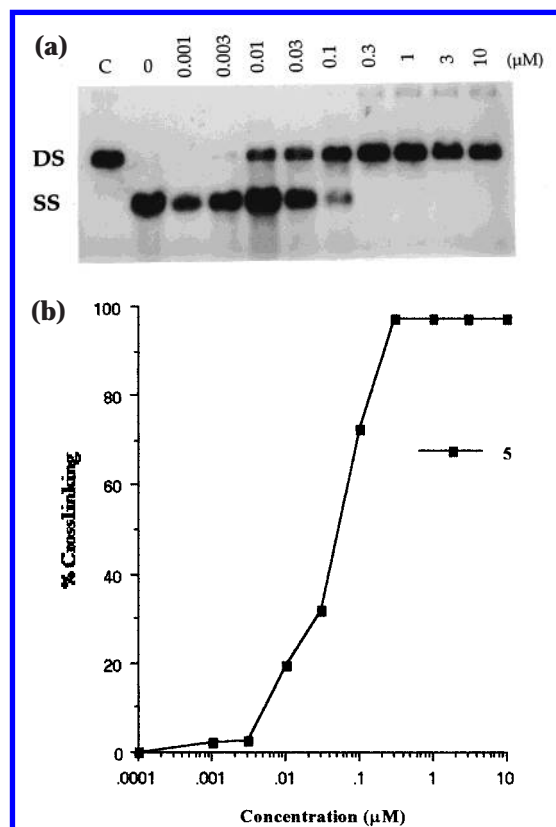 (a)
C 0 0.001 0.003 0.01 0.03 0.1 0.3 1 3 10 (μM)
DS
SS
(b)
100
80
60
40
20
0
% Crosslinking
5
.0001 .001 .01 .1 1 10
Concentration (μM)